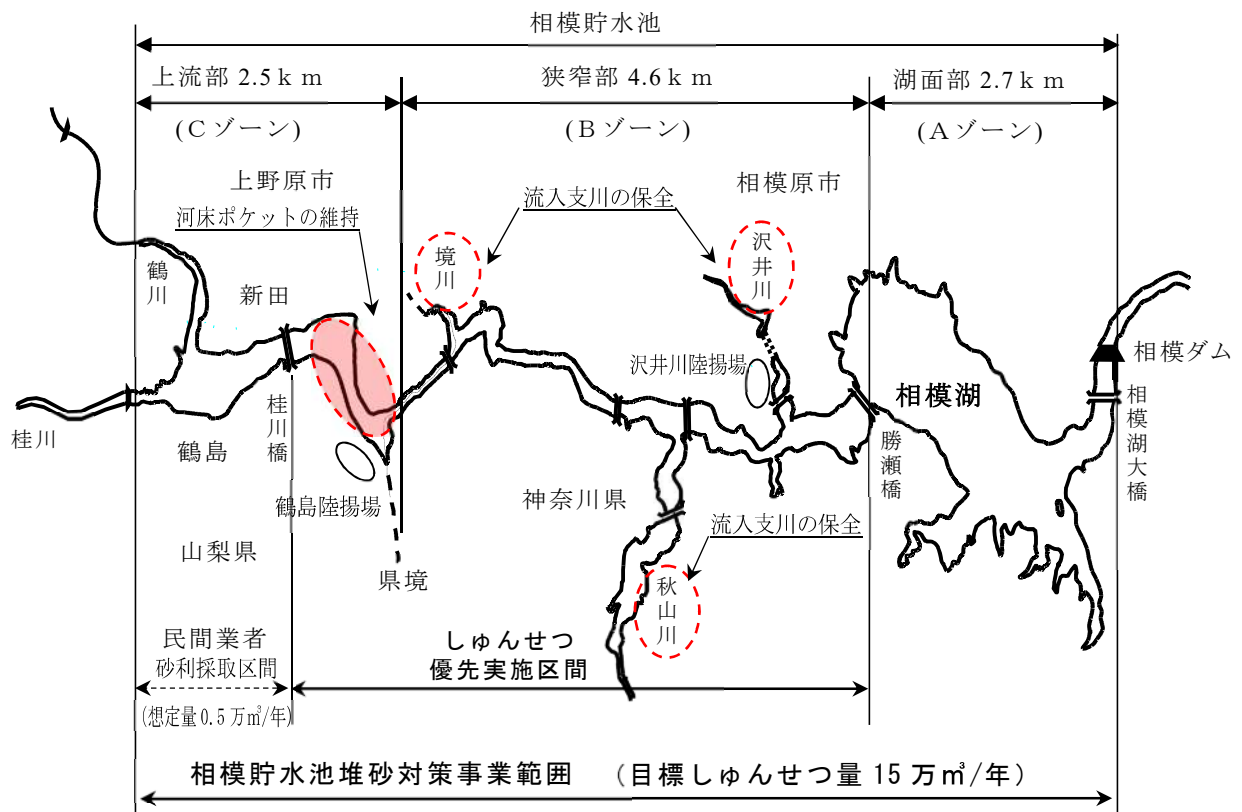 相模貯水池
上流部 2.5ｋｍ
狭窄部 4.6ｋｍ
湖面部 2.7ｋｍ
(Ｃゾーン)
(Ｂゾーン)
(Ａゾーン)
上野原市
相模原市
河床ポケットの維持
流入支川の保全
境川
沢井川
鶴川
新田
沢井川陸揚場
相模ダム
相模湖
桂川
鶴島
桂川橋
勝瀬橋
相模湖大橋
鶴島陸揚場
神奈川県
流入支川の保全
山梨県
県境
秋山川
民間業者
砂利採取区間
しゅんせつ
優先実施区間
(想定量0.5万㎥/年)
相模貯水池堆砂対策事業範囲 （目標しゅんせつ量 15万㎥/年）